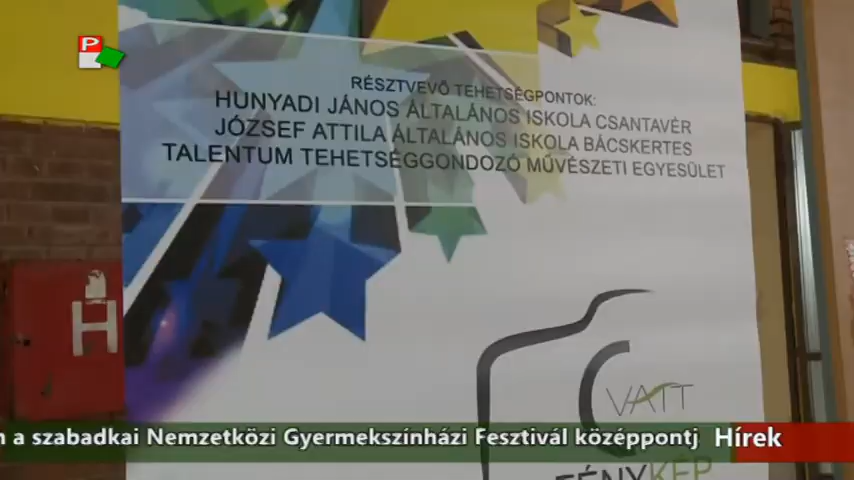 P
RÉSZTVEVŐ TEHETSÉGPONTOK:
HUNYADI JÁNOS ÁLTALÁNOS ISKOLA CSANTAVÉR
JÓZSEF ATTILA ÁLTALÁNOS ISKOLA BÁCSKERTES
TALENTUM TEHETSÉGGONDOZÓ MŰVÉSZETI EGYESÜLET
H
VATT
FÉNYKÉP
a szabadkai Nemzetközi Gyermekszínházi Fesztivál középpontj
Hírek